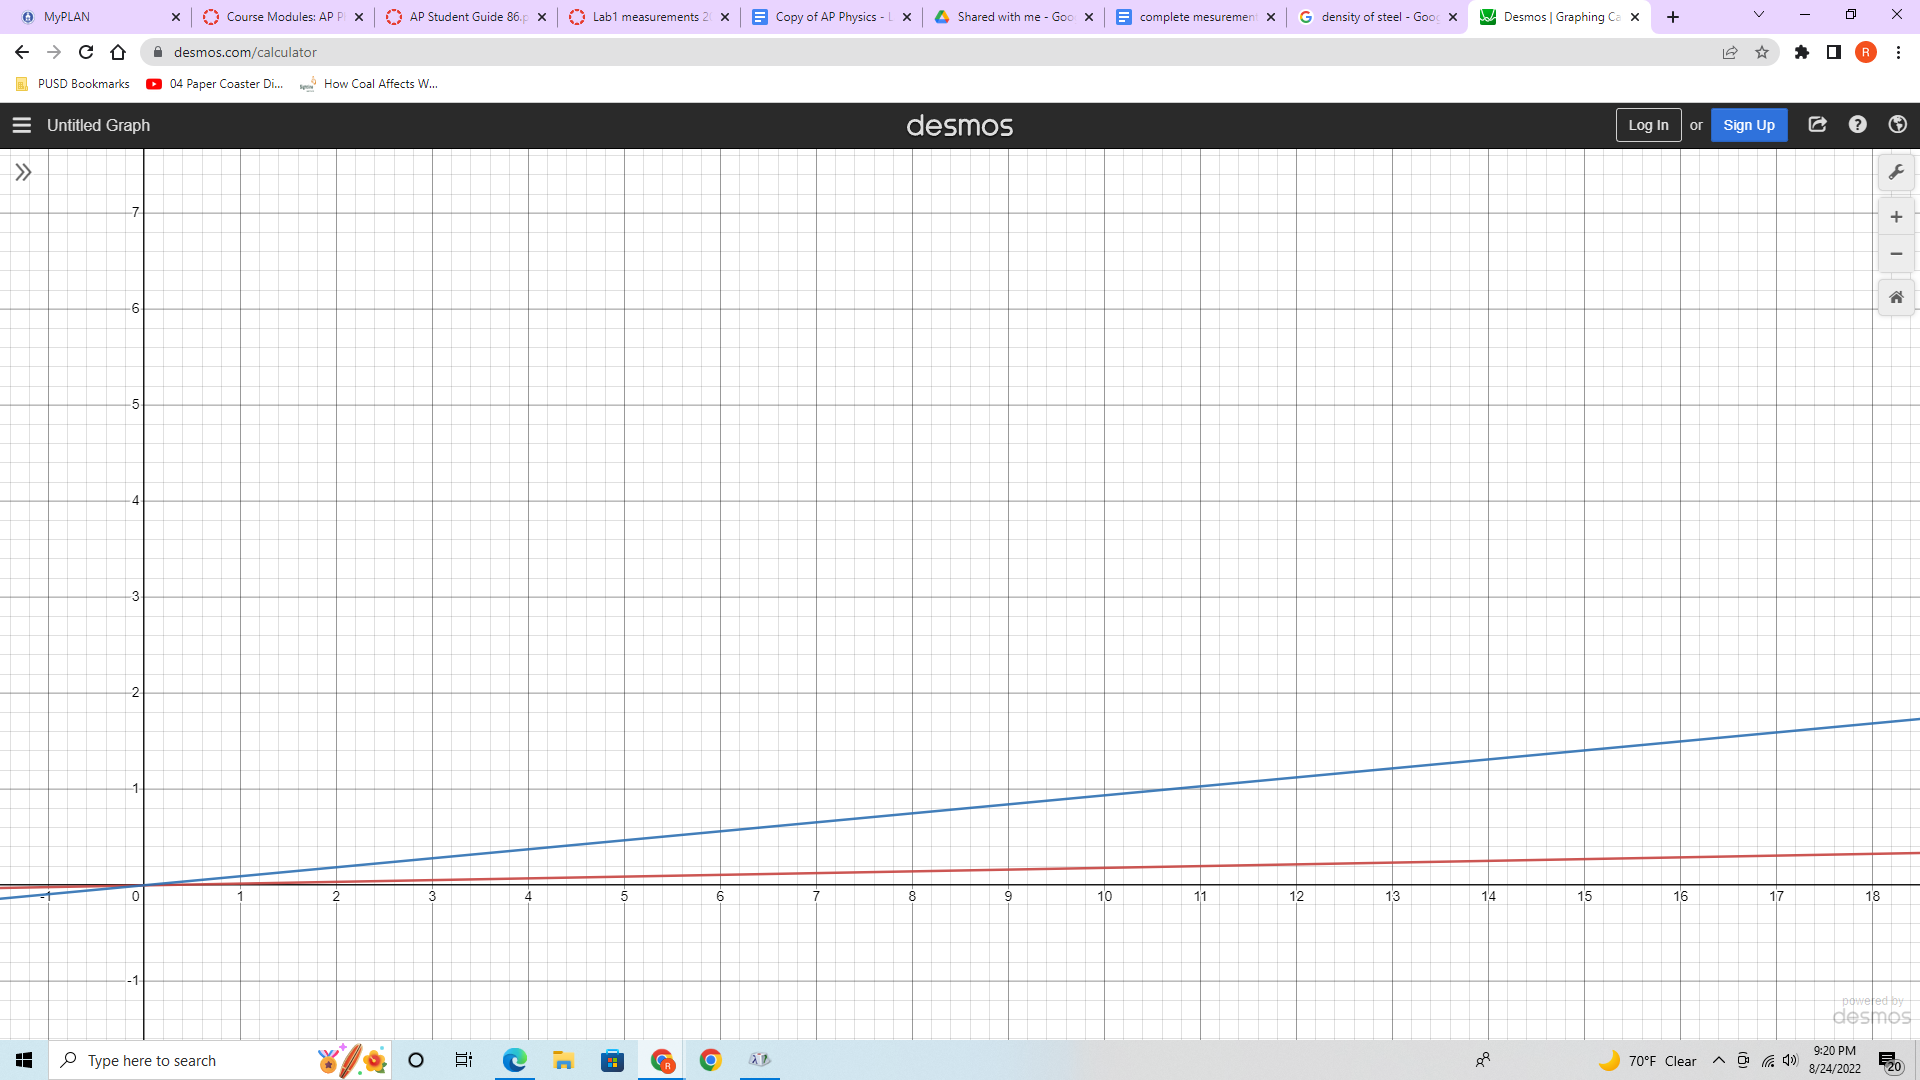 MyPLAN
Course Modules: AP P
AP Student Guide 86.p
Lab1 measurements 2
Copy of AP Physics - L
Shared with me - Goo
complete mesurement
density of steel - Goog
Desmos | Graphing Ca
desmos.com/calculator
R
PUSD Bookmarks
04 Paper Coaster Di...
How Coal Affects W...
Untitled Graph
desmos
Log In or Sign Up
7
6
5
4
3
2
1
-1 0 1 2 3 4 5 6 7 8 9 10 11 12 13 14 15 16 17 18
-1
powered by
desmos
Type here to search
70°F Clear
9:20 PM
8/24/2022
20